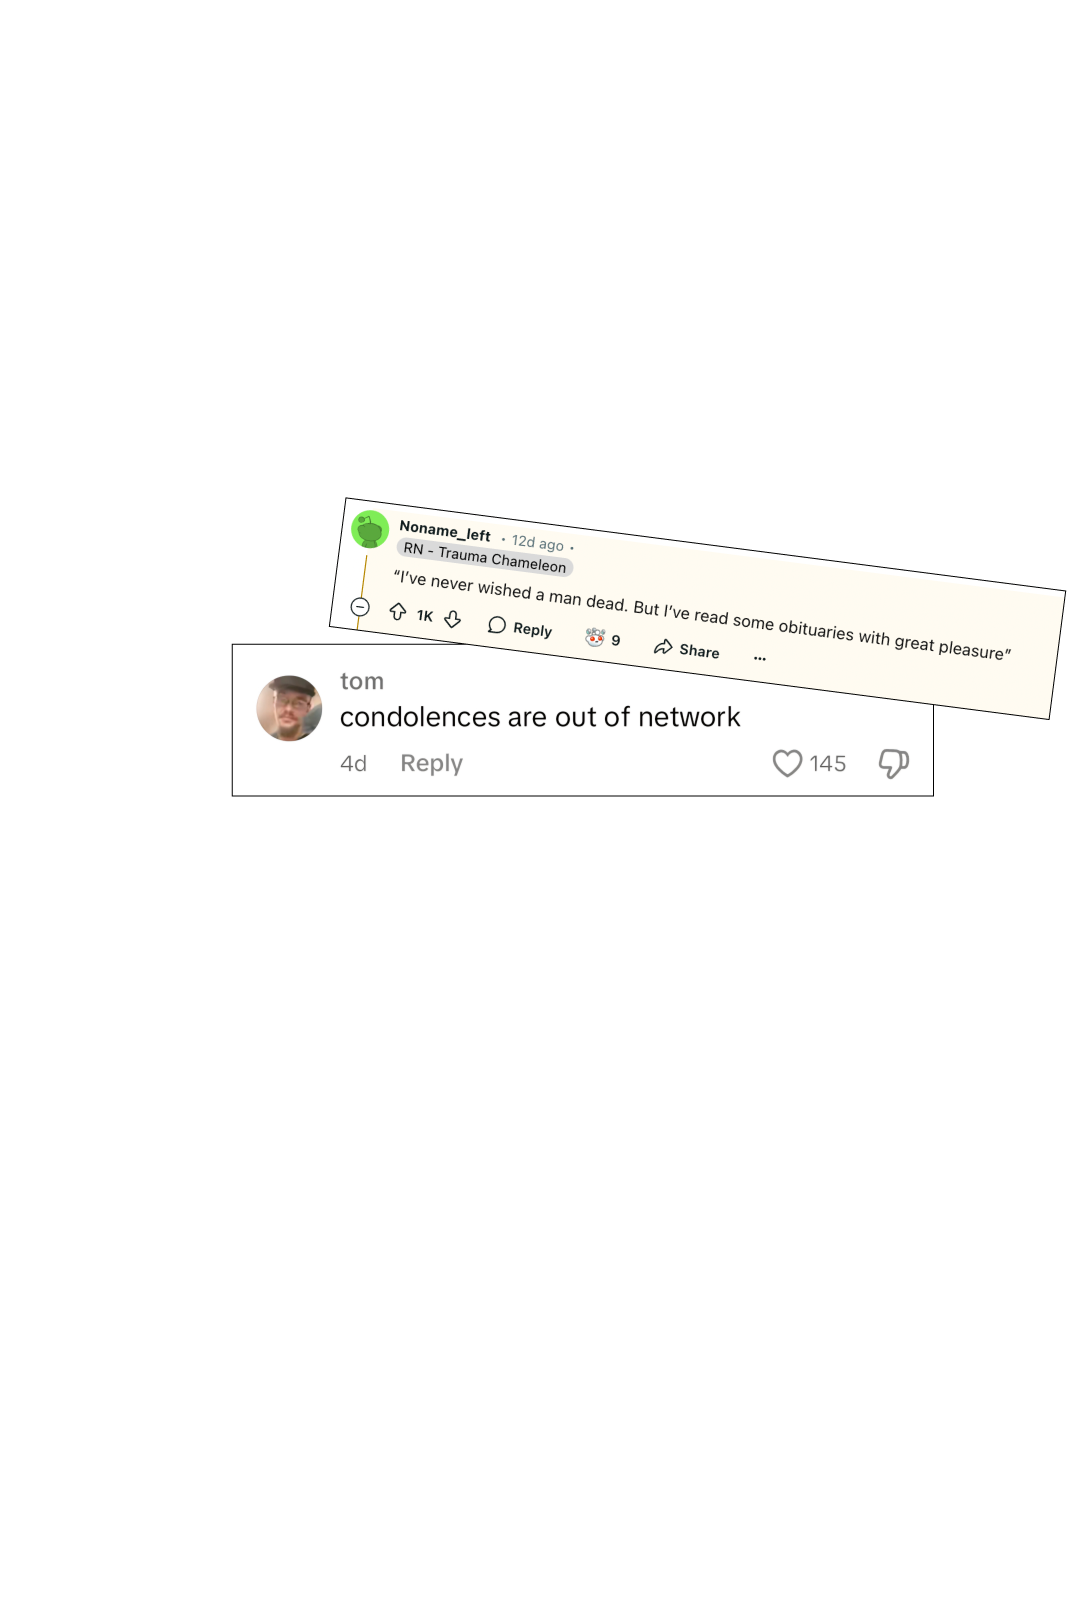 Noname_left • 12d ago •
RN - Trauma Chameleon
“I’ve never wished a man dead. But I’ve read some obituaries with great pleasure”
1K Reply 9 Share ...
tom
condolences are out of network
4d Reply 145